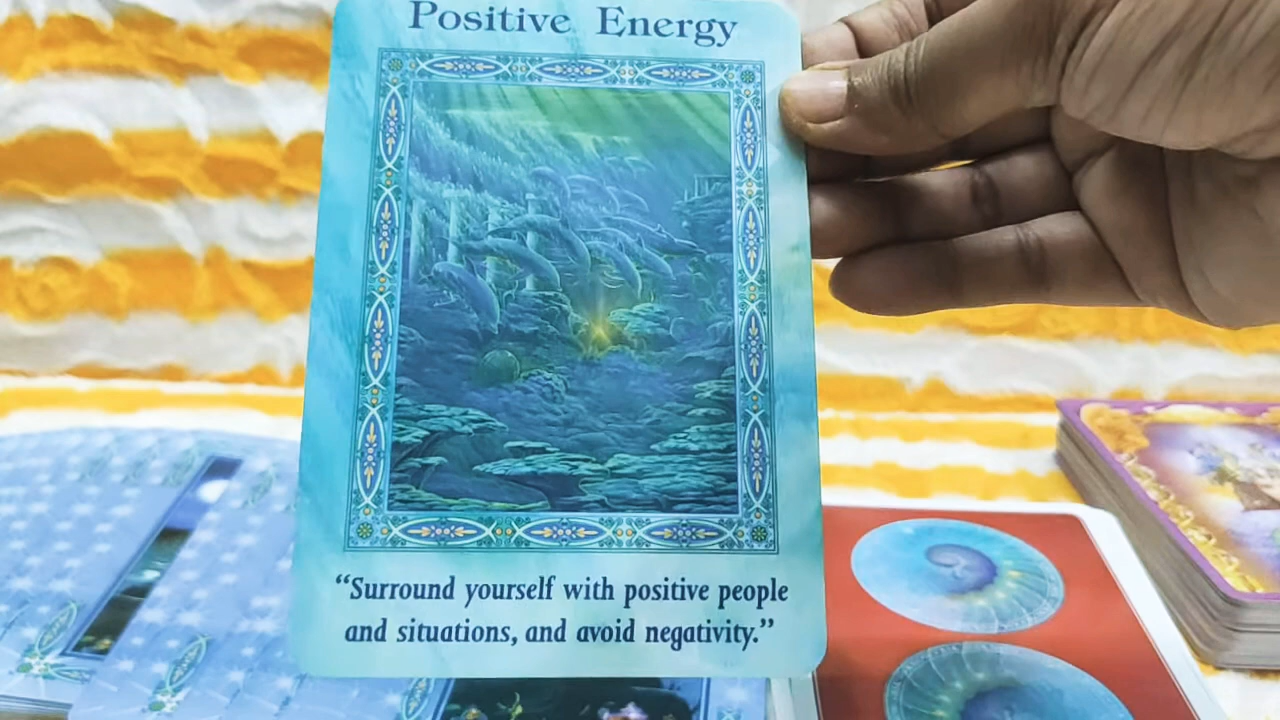 Positive Energy
“Surround yourself with positive people
and situations, and avoid negativity.”